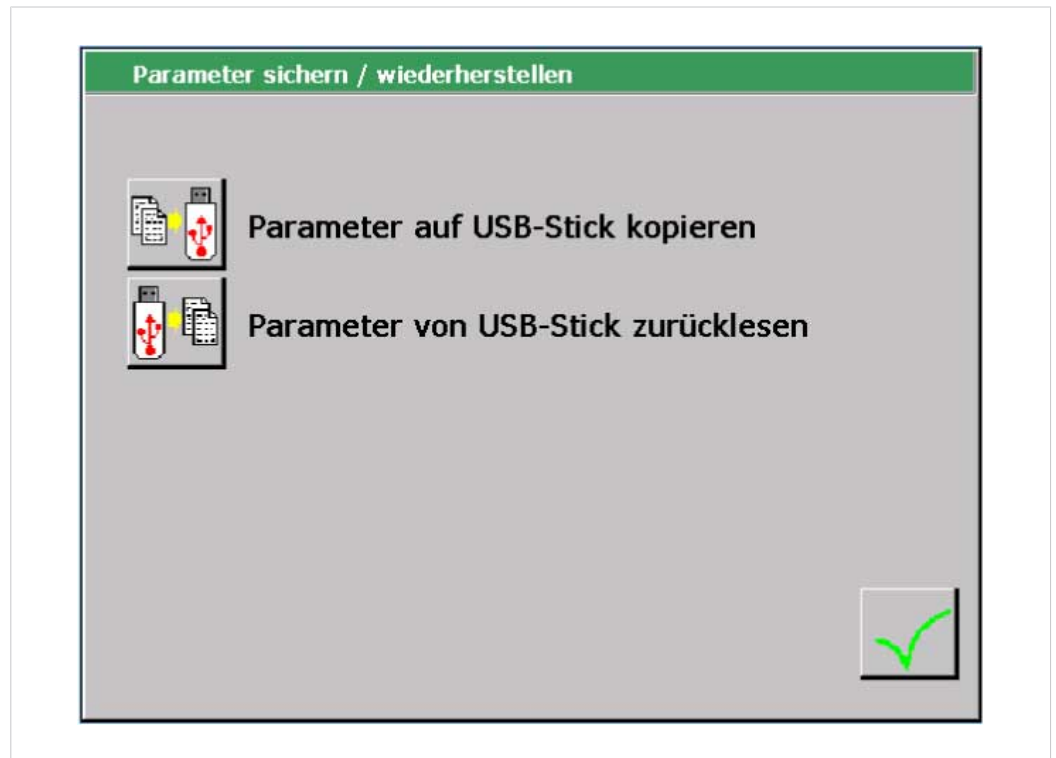 Parameter sichern / wiederherstellen
Parameter auf USB-Stick kopieren
Parameter von USB-Stick zurücklesen